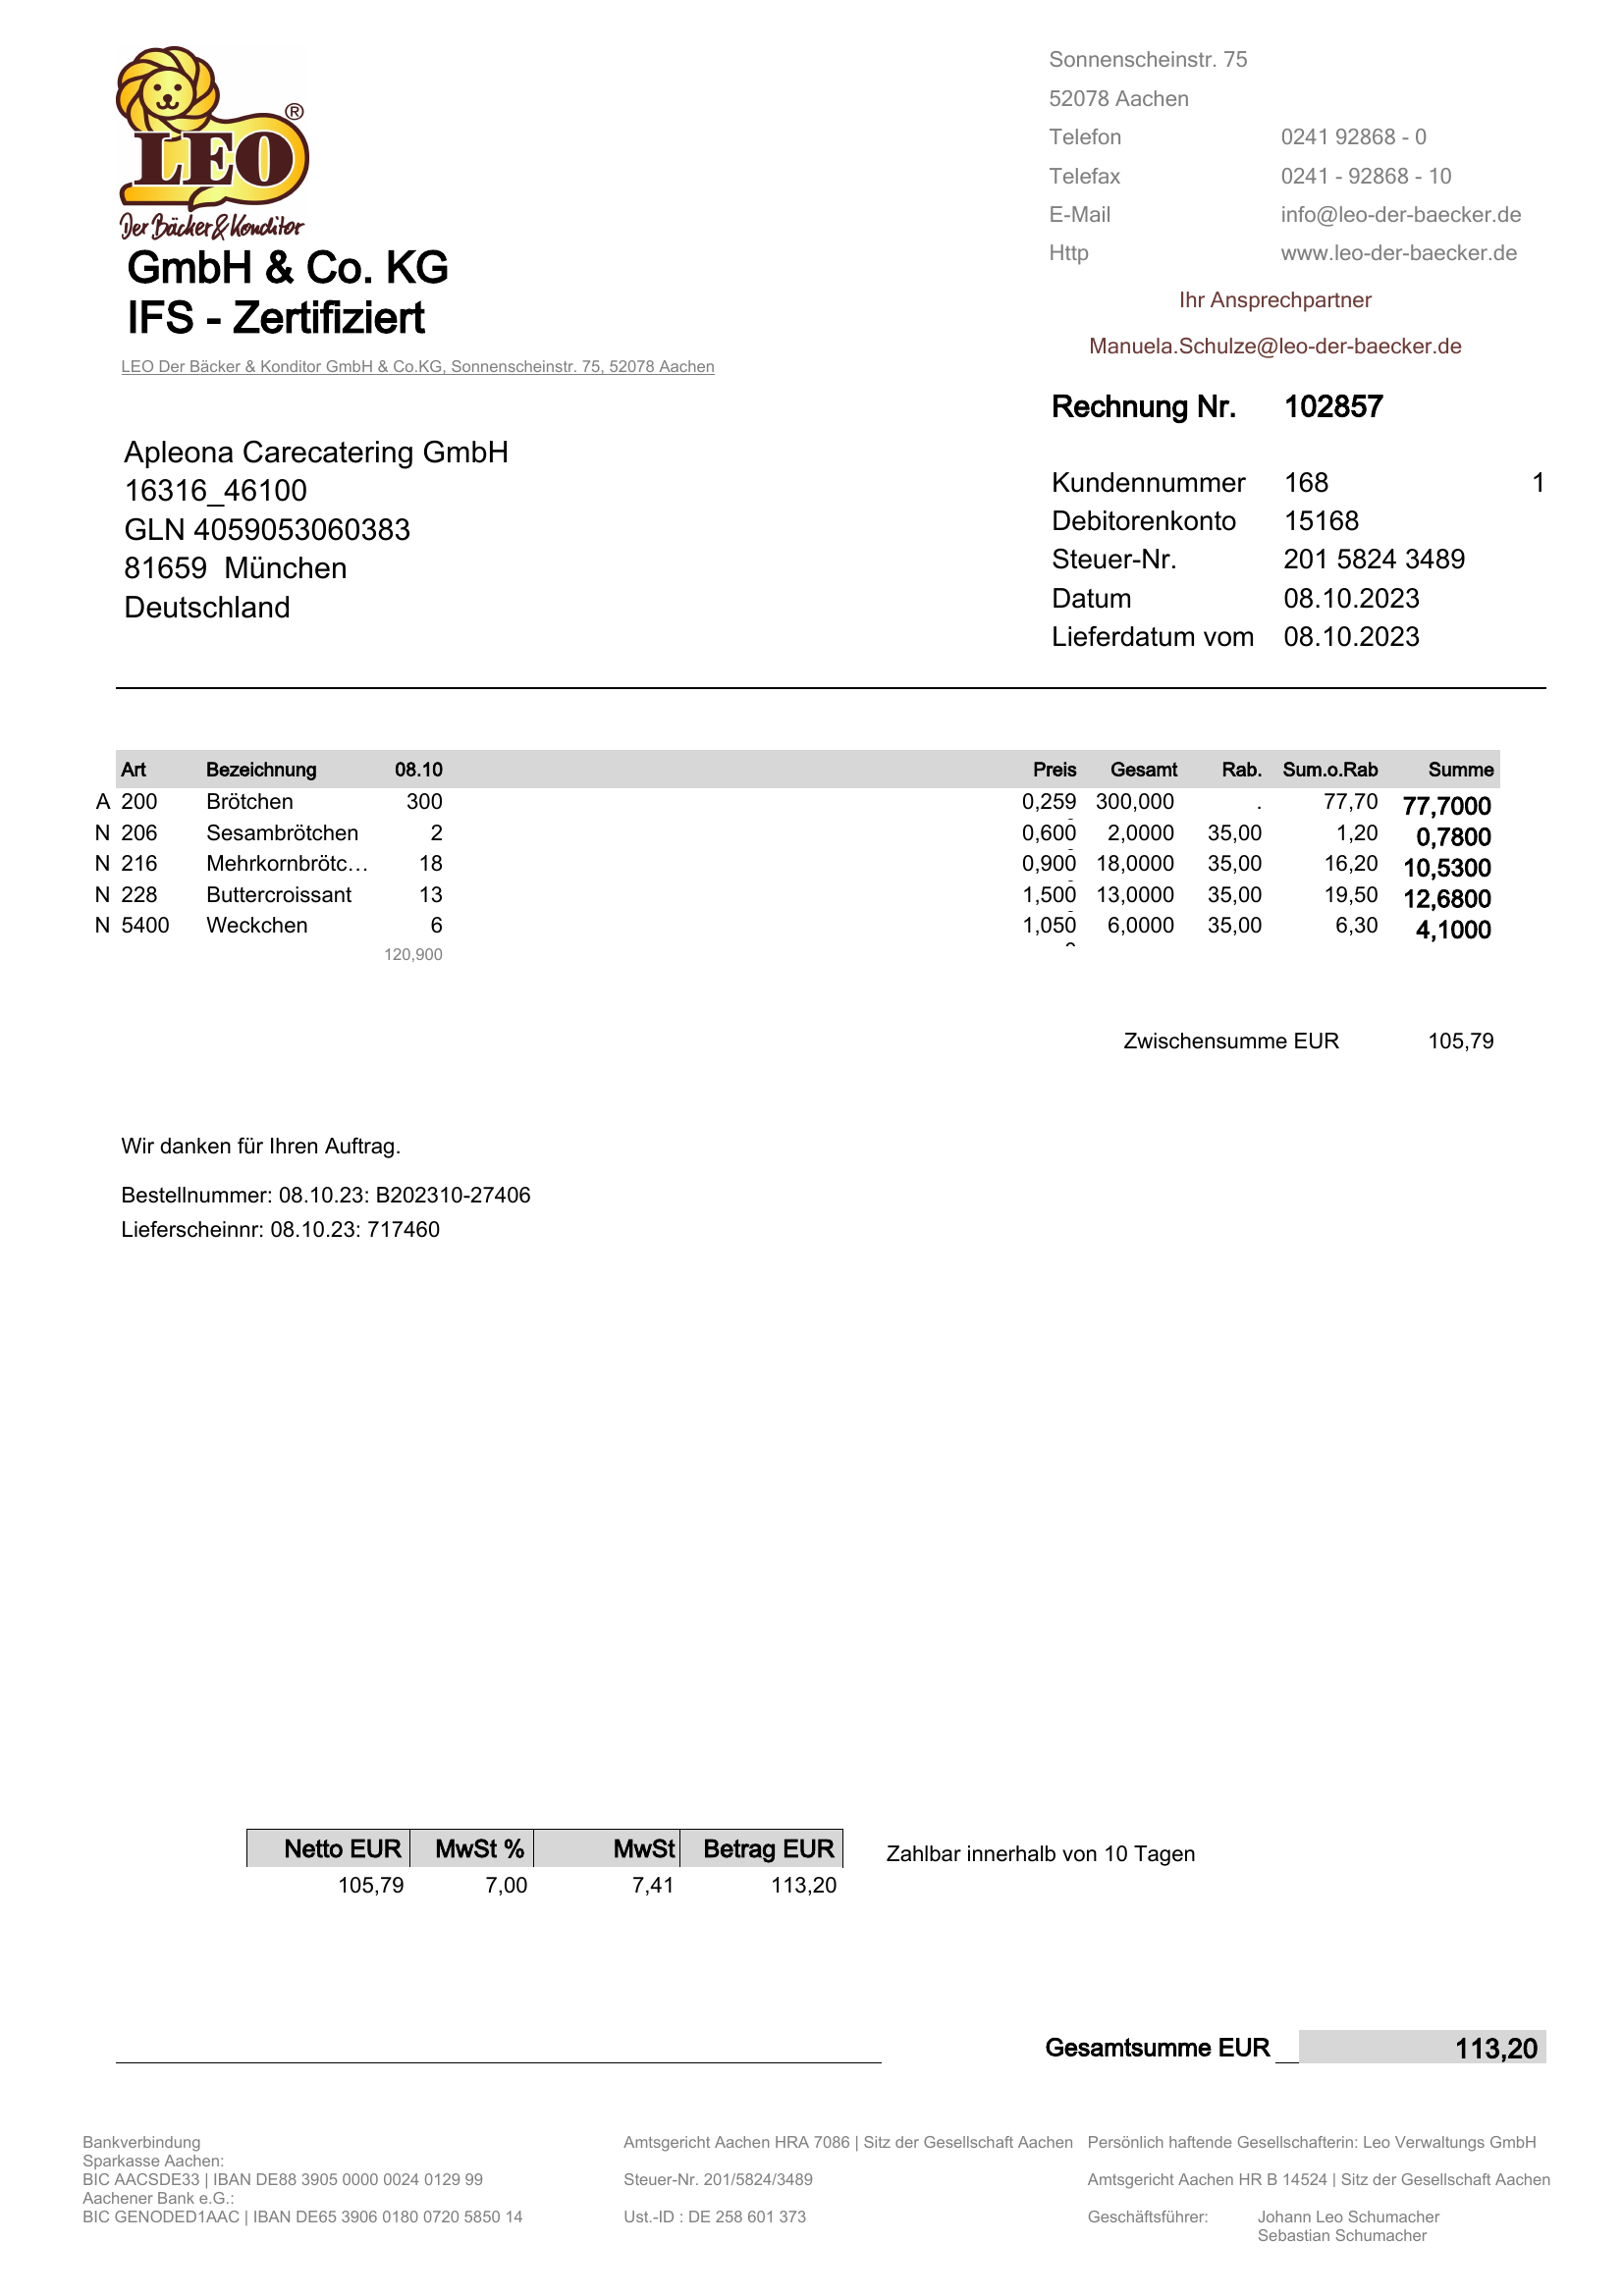 LEO®
Der Bäcker & Konditor
GmbH & Co. KG
IFS - Zertifiziert
LEO Der Bäcker & Konditor GmbH & Co.KG, Sonnenscheinstr. 75, 52078 Aachen
Sonnenscheinstr. 75
52078 Aachen
Telefon 0241 92868 - 0
Telefax 0241 - 92868 - 10
E-Mail info@leo-der-baecker.de
Http www.leo-der-baecker.de
Ihr Ansprechpartner
Manuela.Schulze@leo-der-baecker.de
Rechnung Nr. 102857
Apleona Carecatering GmbH
16316_46100
GLN 4059053060383
81659 München
Deutschland
Kundennummer 168 1
Debitorenkonto 15168
Steuer-Nr. 201 5824 3489
Datum 08.10.2023
Lieferdatum vom 08.10.2023
Art Bezeichnung 08.10 Preis Gesamt Rab. Sum.o.Rab Summe
A 200 Brötchen 300 0,259 300,000 . 77,70 77,7000
N 206 Sesambrötchen 2 0,600 2,0000 35,00 1,20 0,7800
N 216 Mehrkornbrötc... 18 0,900 18,0000 35,00 16,20 10,5300
N 228 Buttercroissant 13 1,500 13,0000 35,00 19,50 12,6800
N 5400 Weckchen 6 1,050 6,0000 35,00 6,30 4,1000
120,900
Zwischensumme EUR 105,79
Wir danken für Ihren Auftrag.
Bestellnummer: 08.10.23: B202310-27406
Lieferscheinnr: 08.10.23: 717460
Netto EUR MwSt % MwSt Betrag EUR
105,79 7,00 7,41 113,20
Zahlbar innerhalb von 10 Tagen
Gesamtsumme EUR 113,20
Bankverbindung
Sparkasse Aachen:
BIC AACSDE33 | IBAN DE88 3905 0000 0024 0129 99
Aachener Bank e.G.:
BIC GENODED1AAC | IBAN DE65 3906 0180 0720 5850 14
Amtsgericht Aachen HRA 7086 | Sitz der Gesellschaft Aachen
Steuer-Nr. 201/5824/3489
Ust.-ID : DE 258 601 373
Persönlich haftende Gesellschafterin: Leo Verwaltungs GmbH
Amtsgericht Aachen HR B 14524 | Sitz der Gesellschaft Aachen
Geschäftsführer: Johann Leo Schumacher
Sebastian Schumacher